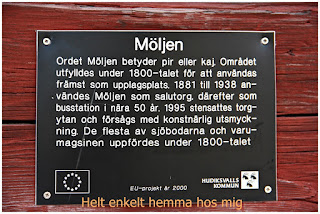 Möljen
Ordet Möljen betyder pir eller kaj. Området
utfylldes under 1800-talet för att användas
främst som upplagsplats. 1881 till 1938 an-
vändes Möljen som salutorg, därefter som
busstation i nära 50 år. 1995 stensattes torg-
ytan och försågs med konstnärlig utsmyck-
ning. De flesta av sjöbodarna och varu-
magsinen uppfördes under 1800-talet
EU-projekt år 2000
HUDIKSVALLS
KOMMUN
Helt enkelt hemma hos mig